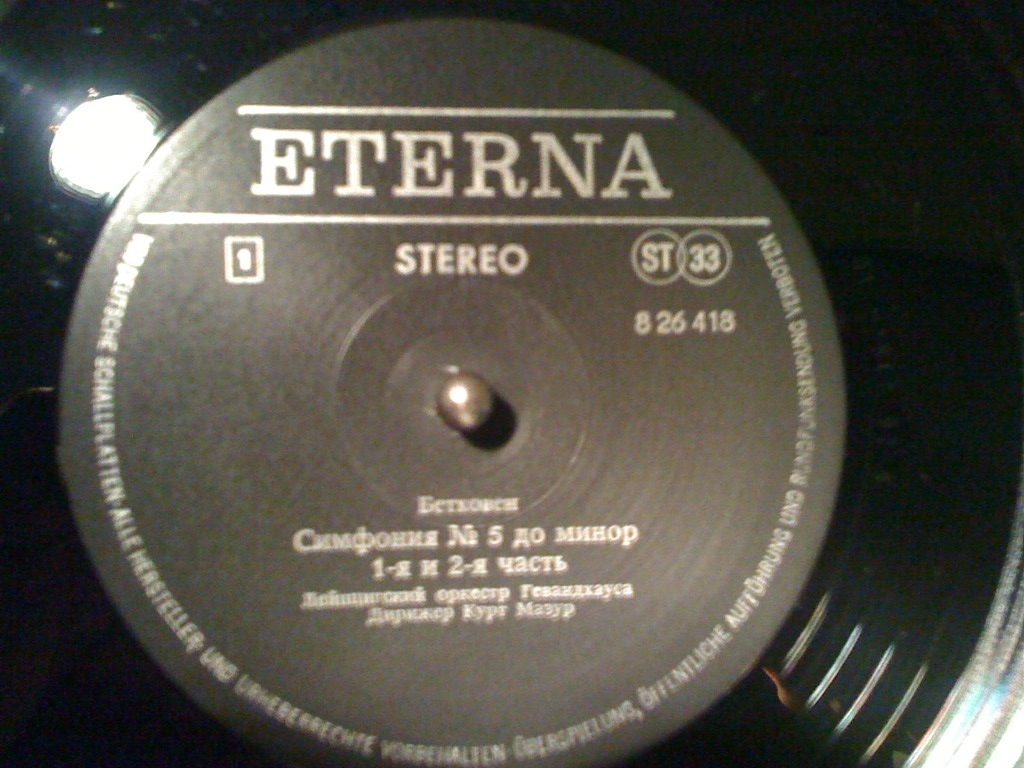 ETERNA
1
STEREO
ST 33
8 26 418
Бетховен
Симфония № 5 до минор
1-я и 2-я часть
Лейпцигский оркестр Гевандхауса
Дирижер Курт Мазур
VEB DEUTSCHE SCHALLPLATTEN · ALLE HERSTELLER- UND URHEBERRECHTE VORBEHALTEN · ÜBERSPIELUNG, ÖFFENTLICHE AUFFÜHRUNG UND RUNDFUNKSENDUNG VERBOTEN